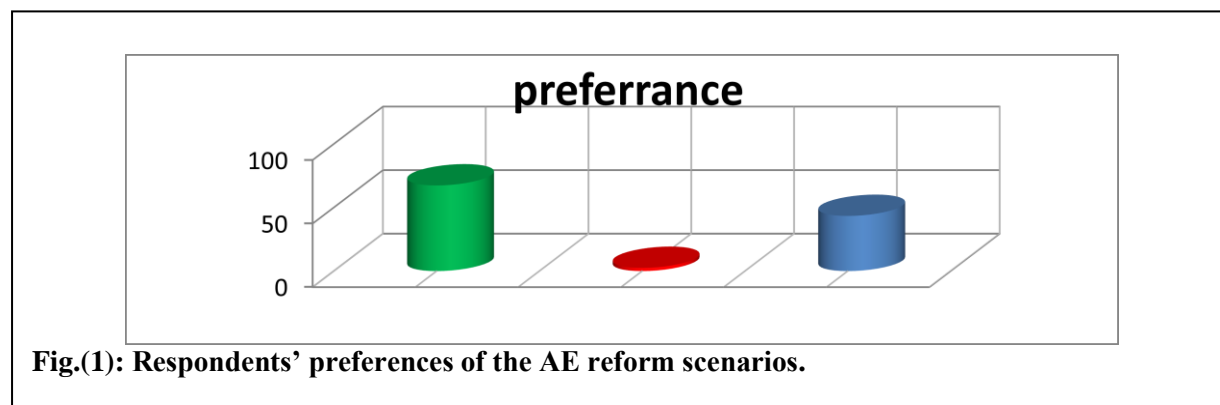 preferrance
100
50
0
Fig.(1): Respondents’ preferences of the AE reform scenarios.